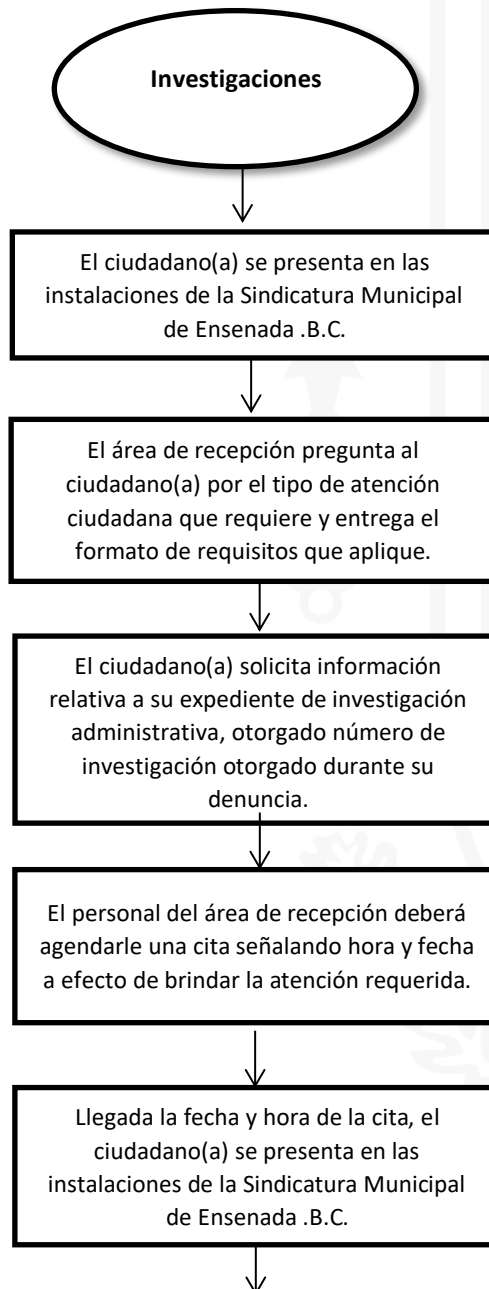 Investigaciones
El ciudadano(a) se presenta en las
instalaciones de la Sindicatura Municipal
de Ensenada .B.C.
El área de recepción pregunta al
ciudadano(a) por el tipo de atención
ciudadana que requiere y entrega el
formato de requisitos que aplique.
El ciudadano(a) solicita información
relativa a su expediente de investigación
administrativa, otorgado número de
investigación otorgado durante su
denuncia.
El personal del área de recepción deberá
agendarle una cita señalando hora y fecha
a efecto de brindar la atención requerida.
Llegada la fecha y hora de la cita, el
ciudadano(a) se presenta en las
instalaciones de la Sindicatura Municipal
de Ensenada .B.C.